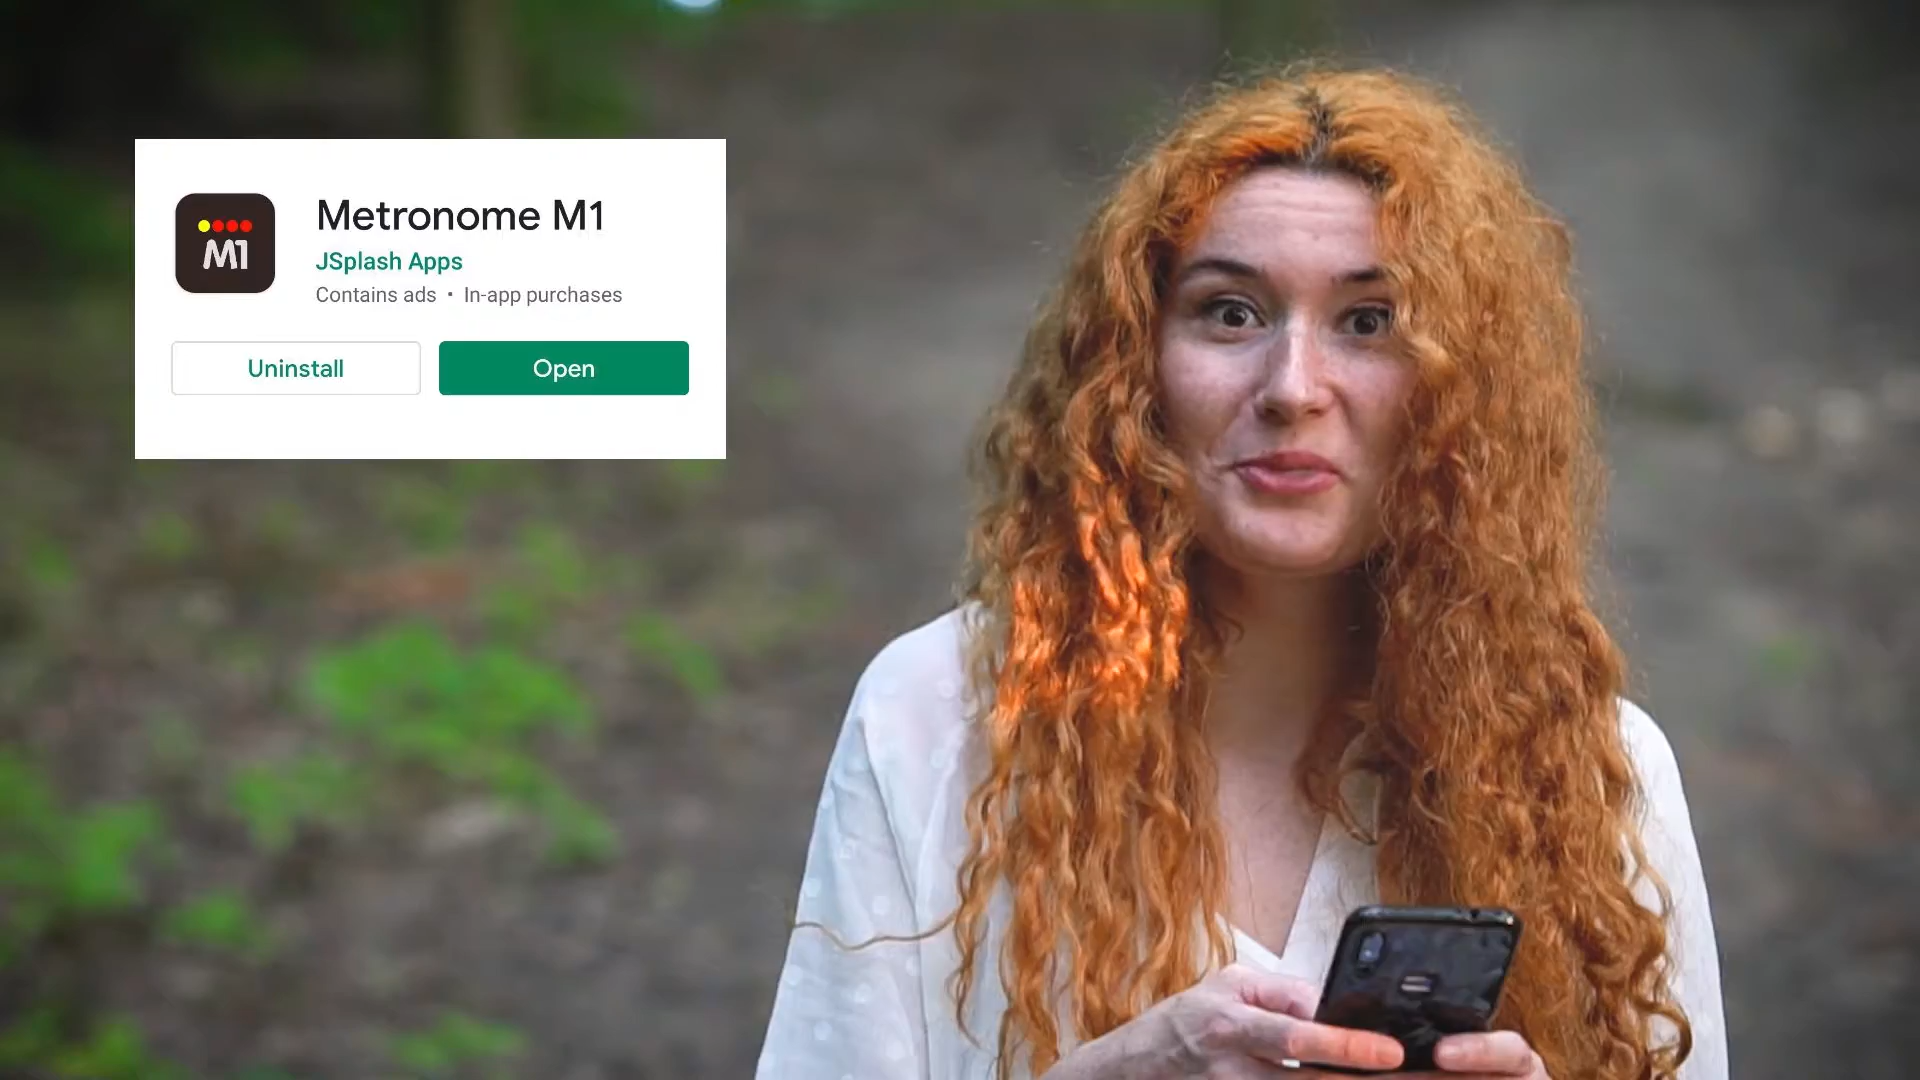 Metronome M1
M1
JSplash Apps
Contains ads • In-app purchases
Uninstall
Open